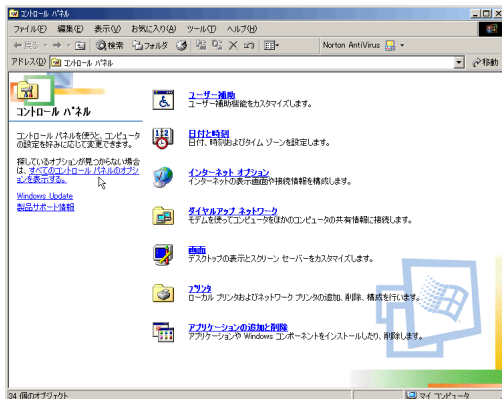 コントロール パネル
ファイル(F) 編集(E) 表示(V) お気に入り(A) ツール(T) ヘルプ(H)
戻る 検索 フォルダ Norton AntiVirus
アドレス(D) コントロール パネル 移動
コントロール パネル
コントロール パネルを使うと、コンピュータ
の設定を好みに応じて変更できます。
探しているオプションが見つからない場合
は、すべてのコントロール パネルのオプシ
ョンを表示する。
Windows Update
製品サポート情報
ユーザー補助
ユーザー補助機能をカスタマイズします。
日付と時刻
日付、時刻およびタイム ゾーンを設定します。
インターネット オプション
インターネットの表示画面や接続情報を構成します。
ダイヤルアップ ネットワーク
モデムを使ってコンピュータをほかのコンピュータの共有情報に接続します。
画面
デスクトップの表示とスクリーン セーバーをカスタマイズします。
プリンタ
ローカル プリンタおよびネットワーク プリンタの追加、削除、構成を行います。
アプリケーションの追加と削除
アプリケーションや Windows コンポーネントをインストールしたり、削除します。
34 個のオブジェクト マイ コンピュータ